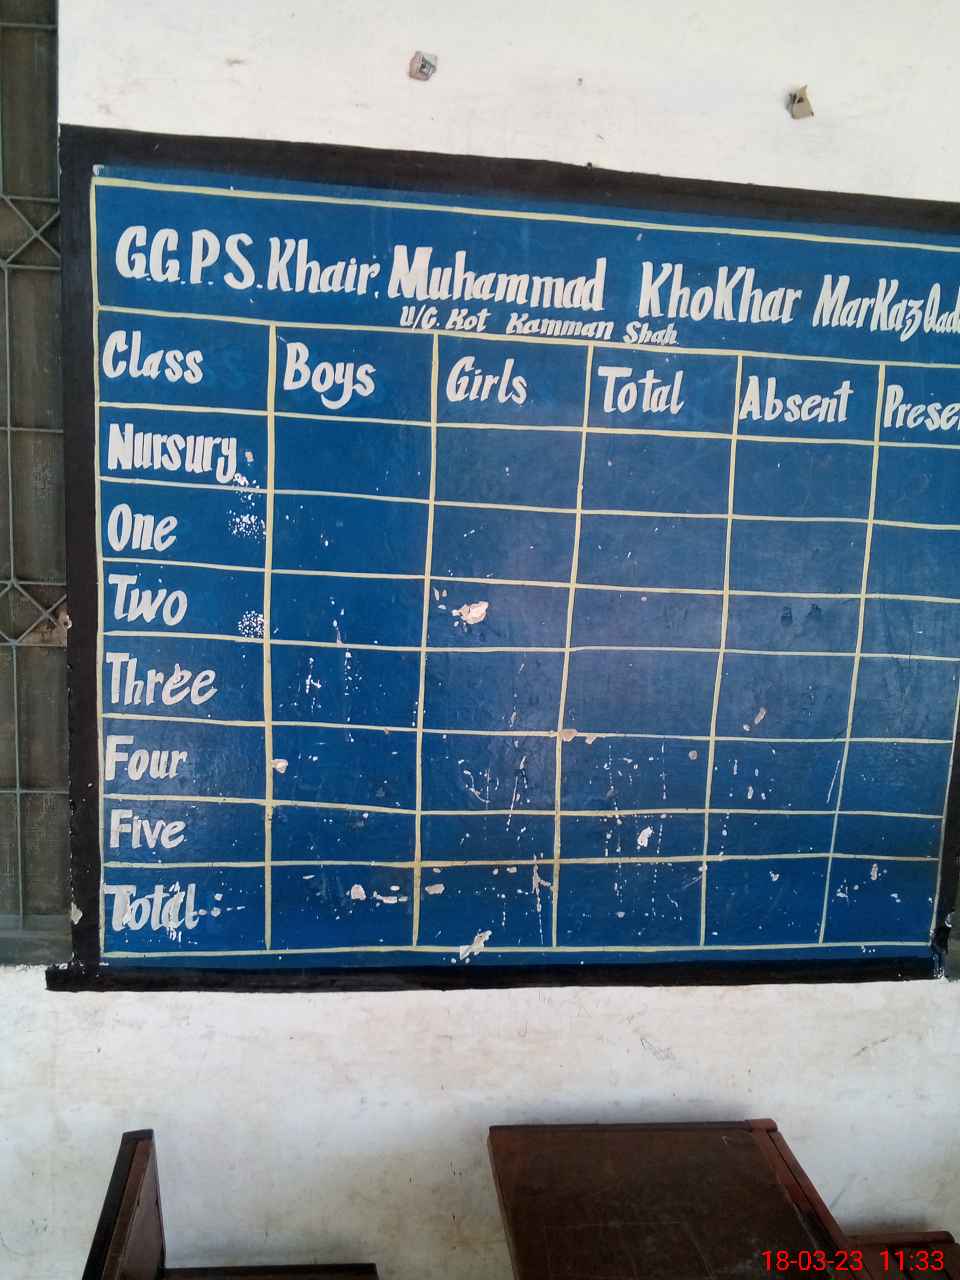 G.G.P.S. Khair Muhammad KhoKhar MarKaz
U/C. Kot Kamman Shah
Class Boys Girls Total Absent
Nursury
One
Two
Three
Four
Five
Total
18-03-23 11:33